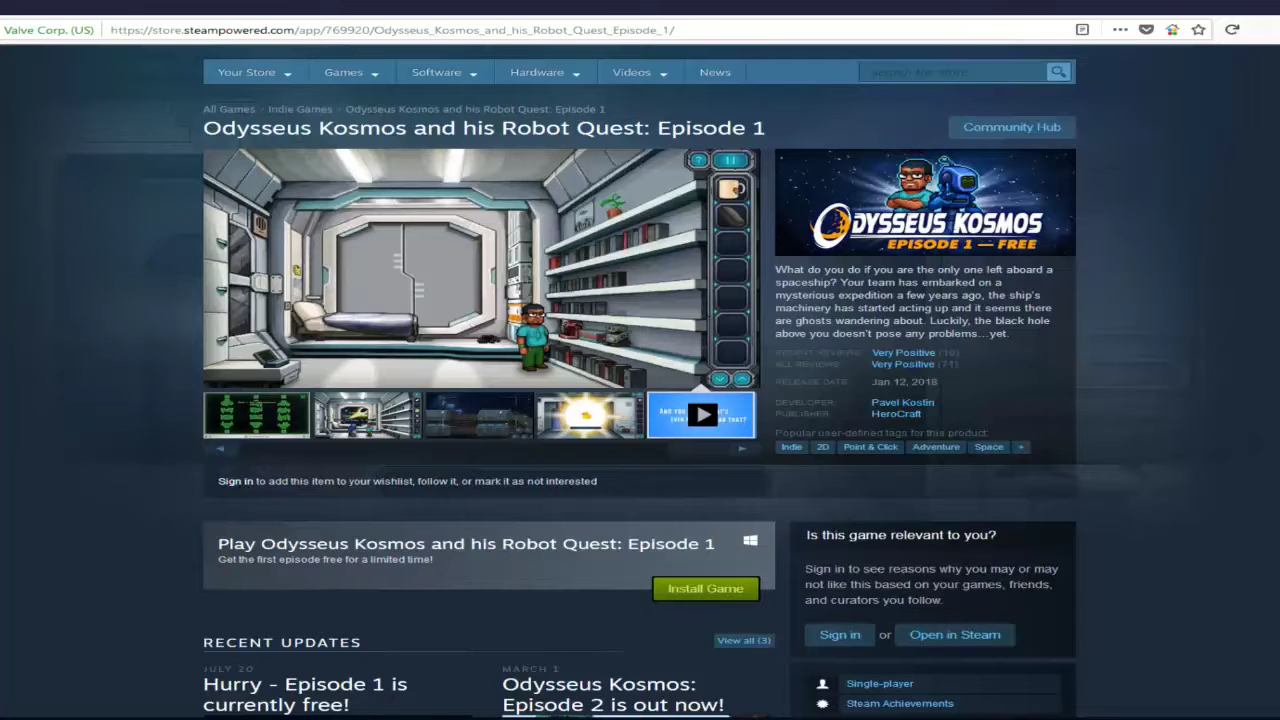 Valve Corp. (US)
https://store.steampowered.com/app/769920/Odysseus_Kosmos_and_his_Robot_Quest_Episode_1/
Your Store
Games
Software
Hardware
Videos
News
search the store
All Games › Indie Games › Odysseus Kosmos and his Robot Quest: Episode 1
Odysseus Kosmos and his Robot Quest: Episode 1
Community Hub
ODYSSEUS KOSMOS
EPISODE 1 — FREE
What do you do if you are the only one left aboard a
spaceship? Your team has embarked on a
mysterious expedition a few years ago, the ship's
machinery has started acting up and it seems there
are ghosts wandering about. Luckily, the black hole
above you doesn't pose any problems... yet.
RECENT REVIEWS: Very Positive (10)
ALL REVIEWS: Very Positive (71)
RELEASE DATE: Jan 12, 2018
DEVELOPER: Pavel Kostin
PUBLISHER: HeroCraft
Popular user-defined tags for this product:
Indie
2D
Point & Click
Adventure
Space
+
Sign in to add this item to your wishlist, follow it, or mark it as not interested
Play Odysseus Kosmos and his Robot Quest: Episode 1
Get the first episode free for a limited time!
Install Game
Is this game relevant to you?
Sign in to see reasons why you may or may
not like this based on your games, friends,
and curators you follow.
Sign in or Open in Steam
RECENT UPDATES
View all (3)
JULY 20
Hurry - Episode 1 is
currently free!
MARCH 1
Odysseus Kosmos:
Episode 2 is out now!
Single-player
Steam Achievements